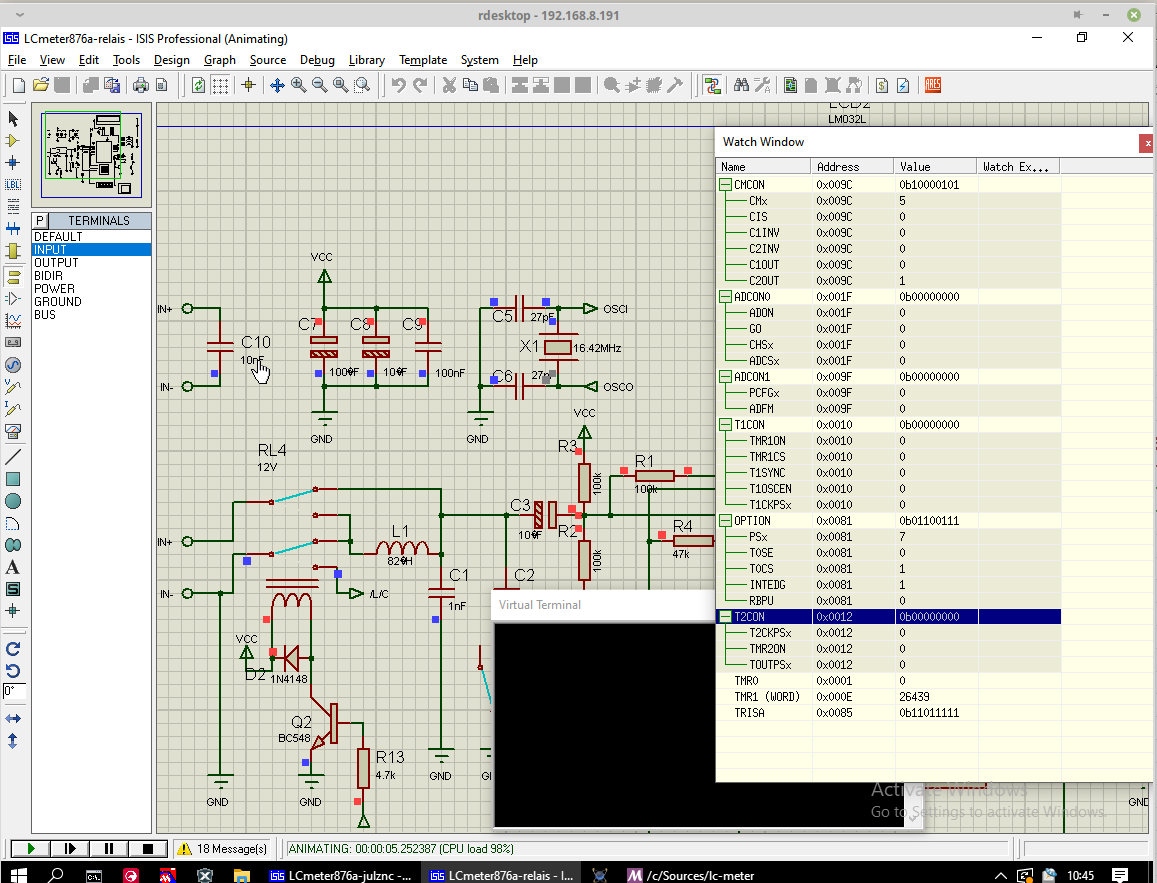 rdesktop - 192.168.8.191
LCmeter876a-relais - ISIS Professional (Animating)
File View Edit Tools Design Graph Source Debug Library Template System Help
ARES
LCD2
LM032L
LBL
P TERMINALS
DEFAULT
INPUT
OUTPUT
BIDIR
POWER
GROUND
BUS
A
S
0°
VCC
IN+
C10
10nF
IN-
C7
C8
C9
100nF
GND
C5
27pF
OSCI
X1
16.42MHz
C6
OSCO
GND
VCC
R3
100k
R1
100k
RL4
12V
C3
R2
R4
47k
100k
IN+
L1
C1
1nF
C2
IN-
/L/C
VCC
D2
1N4148
Q2
BC548
R13
4.7k
GND
GND
GND
GND
Watch Window
x
Name Address Value Watch Ex...
CMCON 0x009C 0b10000101
CMx 0x009C 5
CIS 0x009C 0
C1INV 0x009C 0
C2INV 0x009C 0
C1OUT 0x009C 0
C2OUT 0x009C 1
ADCON0 0x001F 0b00000000
ADON 0x001F 0
GO 0x001F 0
CHSx 0x001F 0
ADCSx 0x001F 0
ADCON1 0x009F 0b00000000
PCFGx 0x009F 0
ADFM 0x009F 0
T1CON 0x0010 0b00000000
TMR1ON 0x0010 0
TMR1CS 0x0010 0
T1SYNC 0x0010 0
T1OSCEN 0x0010 0
T1CKPSx 0x0010 0
OPTION 0x0081 0b01100111
PSx 0x0081 7
TOSE 0x0081 0
TOCS 0x0081 1
INTEDG 0x0081 1
RBPU 0x0081 0
T2CON 0x0012 0b00000000
T2CKPSx 0x0012 0
TMR2ON 0x0012 0
TOUTPSx 0x0012 0
TMR0 0x0001 0
TMR1 (WORD) 0x000E 26439
TRISA 0x0085 0b11011111
Virtual Terminal
Activate Windows
Go to Settings to activate Windows.
18 Message(s)
ANIMATING: 00:00:05.252387 (CPU load 98%)
ISIS LCmeter876a-julznc -...
ISIS LCmeter876a-relais - I...
/c/Sources/lc-meter
10:45